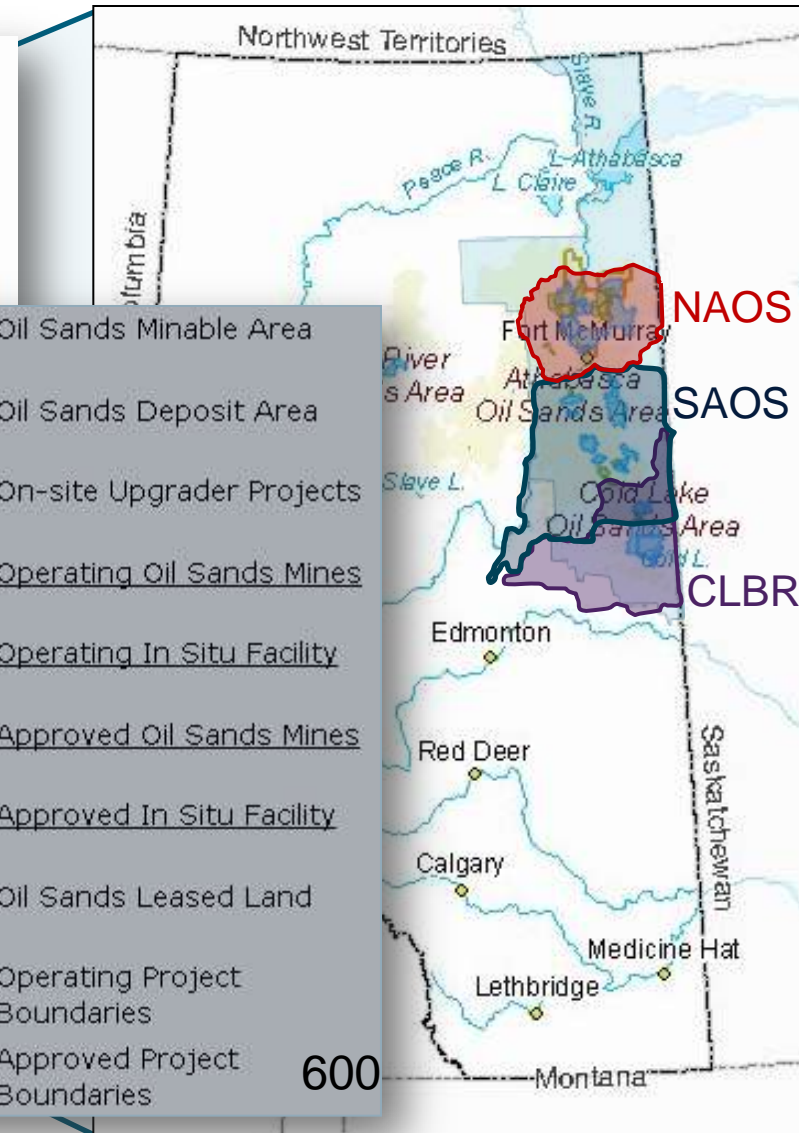 Northwest Territories
Slave R.
Peace R.
L Athabasca
L Claire
olumbia
NAOS
Fort McMurray
River
s Area
Athabasca
Oil Sands Area
SAOS
Slave L.
Cold Lake
Oil Sands Area
Cold L.
CLBR
Edmonton
Red Deer
Saskatchewan
Calgary
Medicine Hat
Lethbridge
Montana
Oil Sands Minable Area
Oil Sands Deposit Area
On-site Upgrader Projects
Operating Oil Sands Mines
Operating In Situ Facility
Approved Oil Sands Mines
Approved In Situ Facility
Oil Sands Leased Land
Operating Project
Boundaries
Approved Project
Boundaries
600